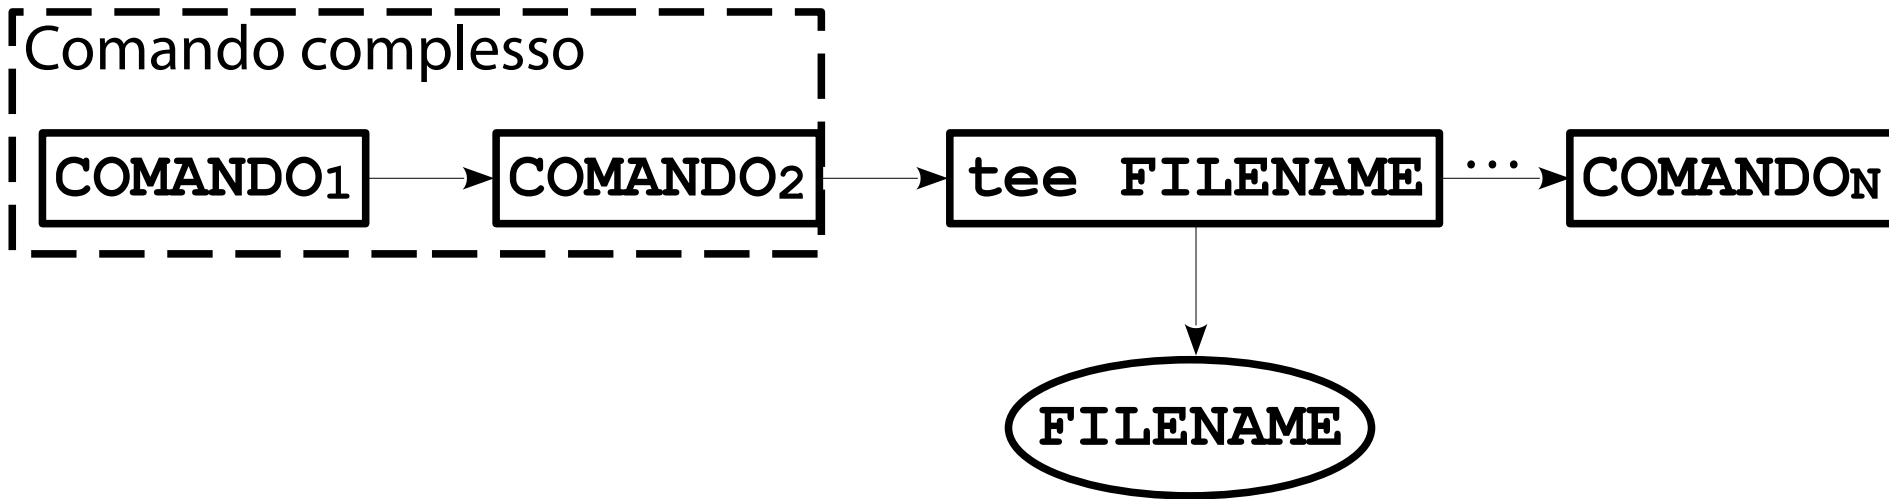 Comando complesso
COMANDO1
COMANDO2
tee FILENAME
...
COMANDON
FILENAME